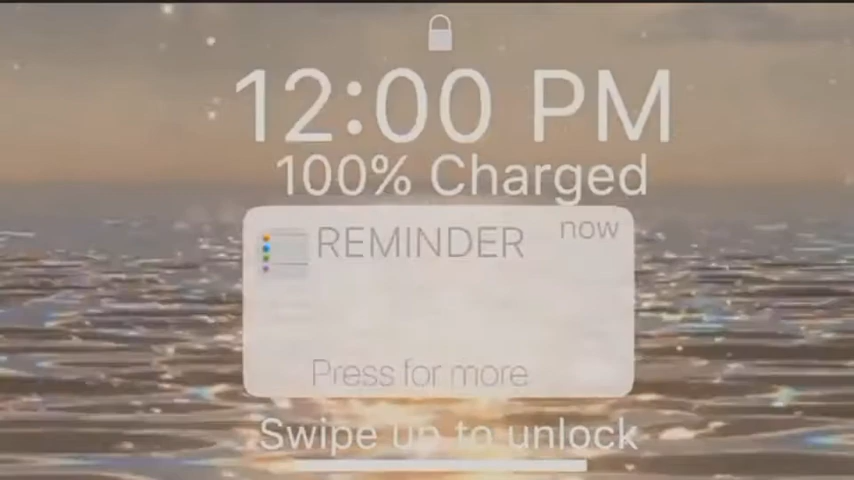 12:00 PM
100% Charged
REMINDER
now
Press for more
Swipe up to unlock